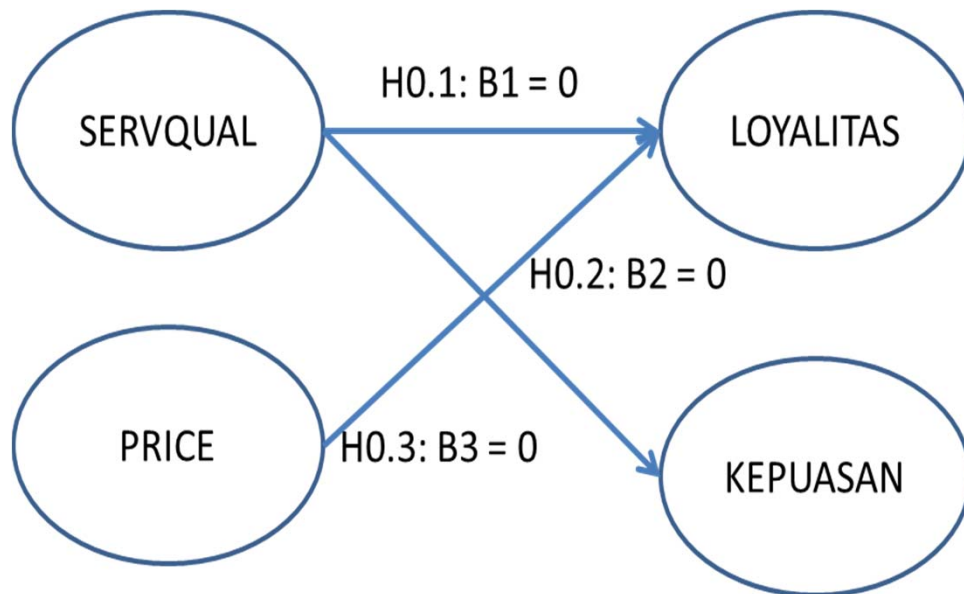 H0.1: B1 = 0
SERVQUAL
LOYALITAS
H0.2: B2 = 0
PRICE
H0.3: B3 = 0
KEPUASAN